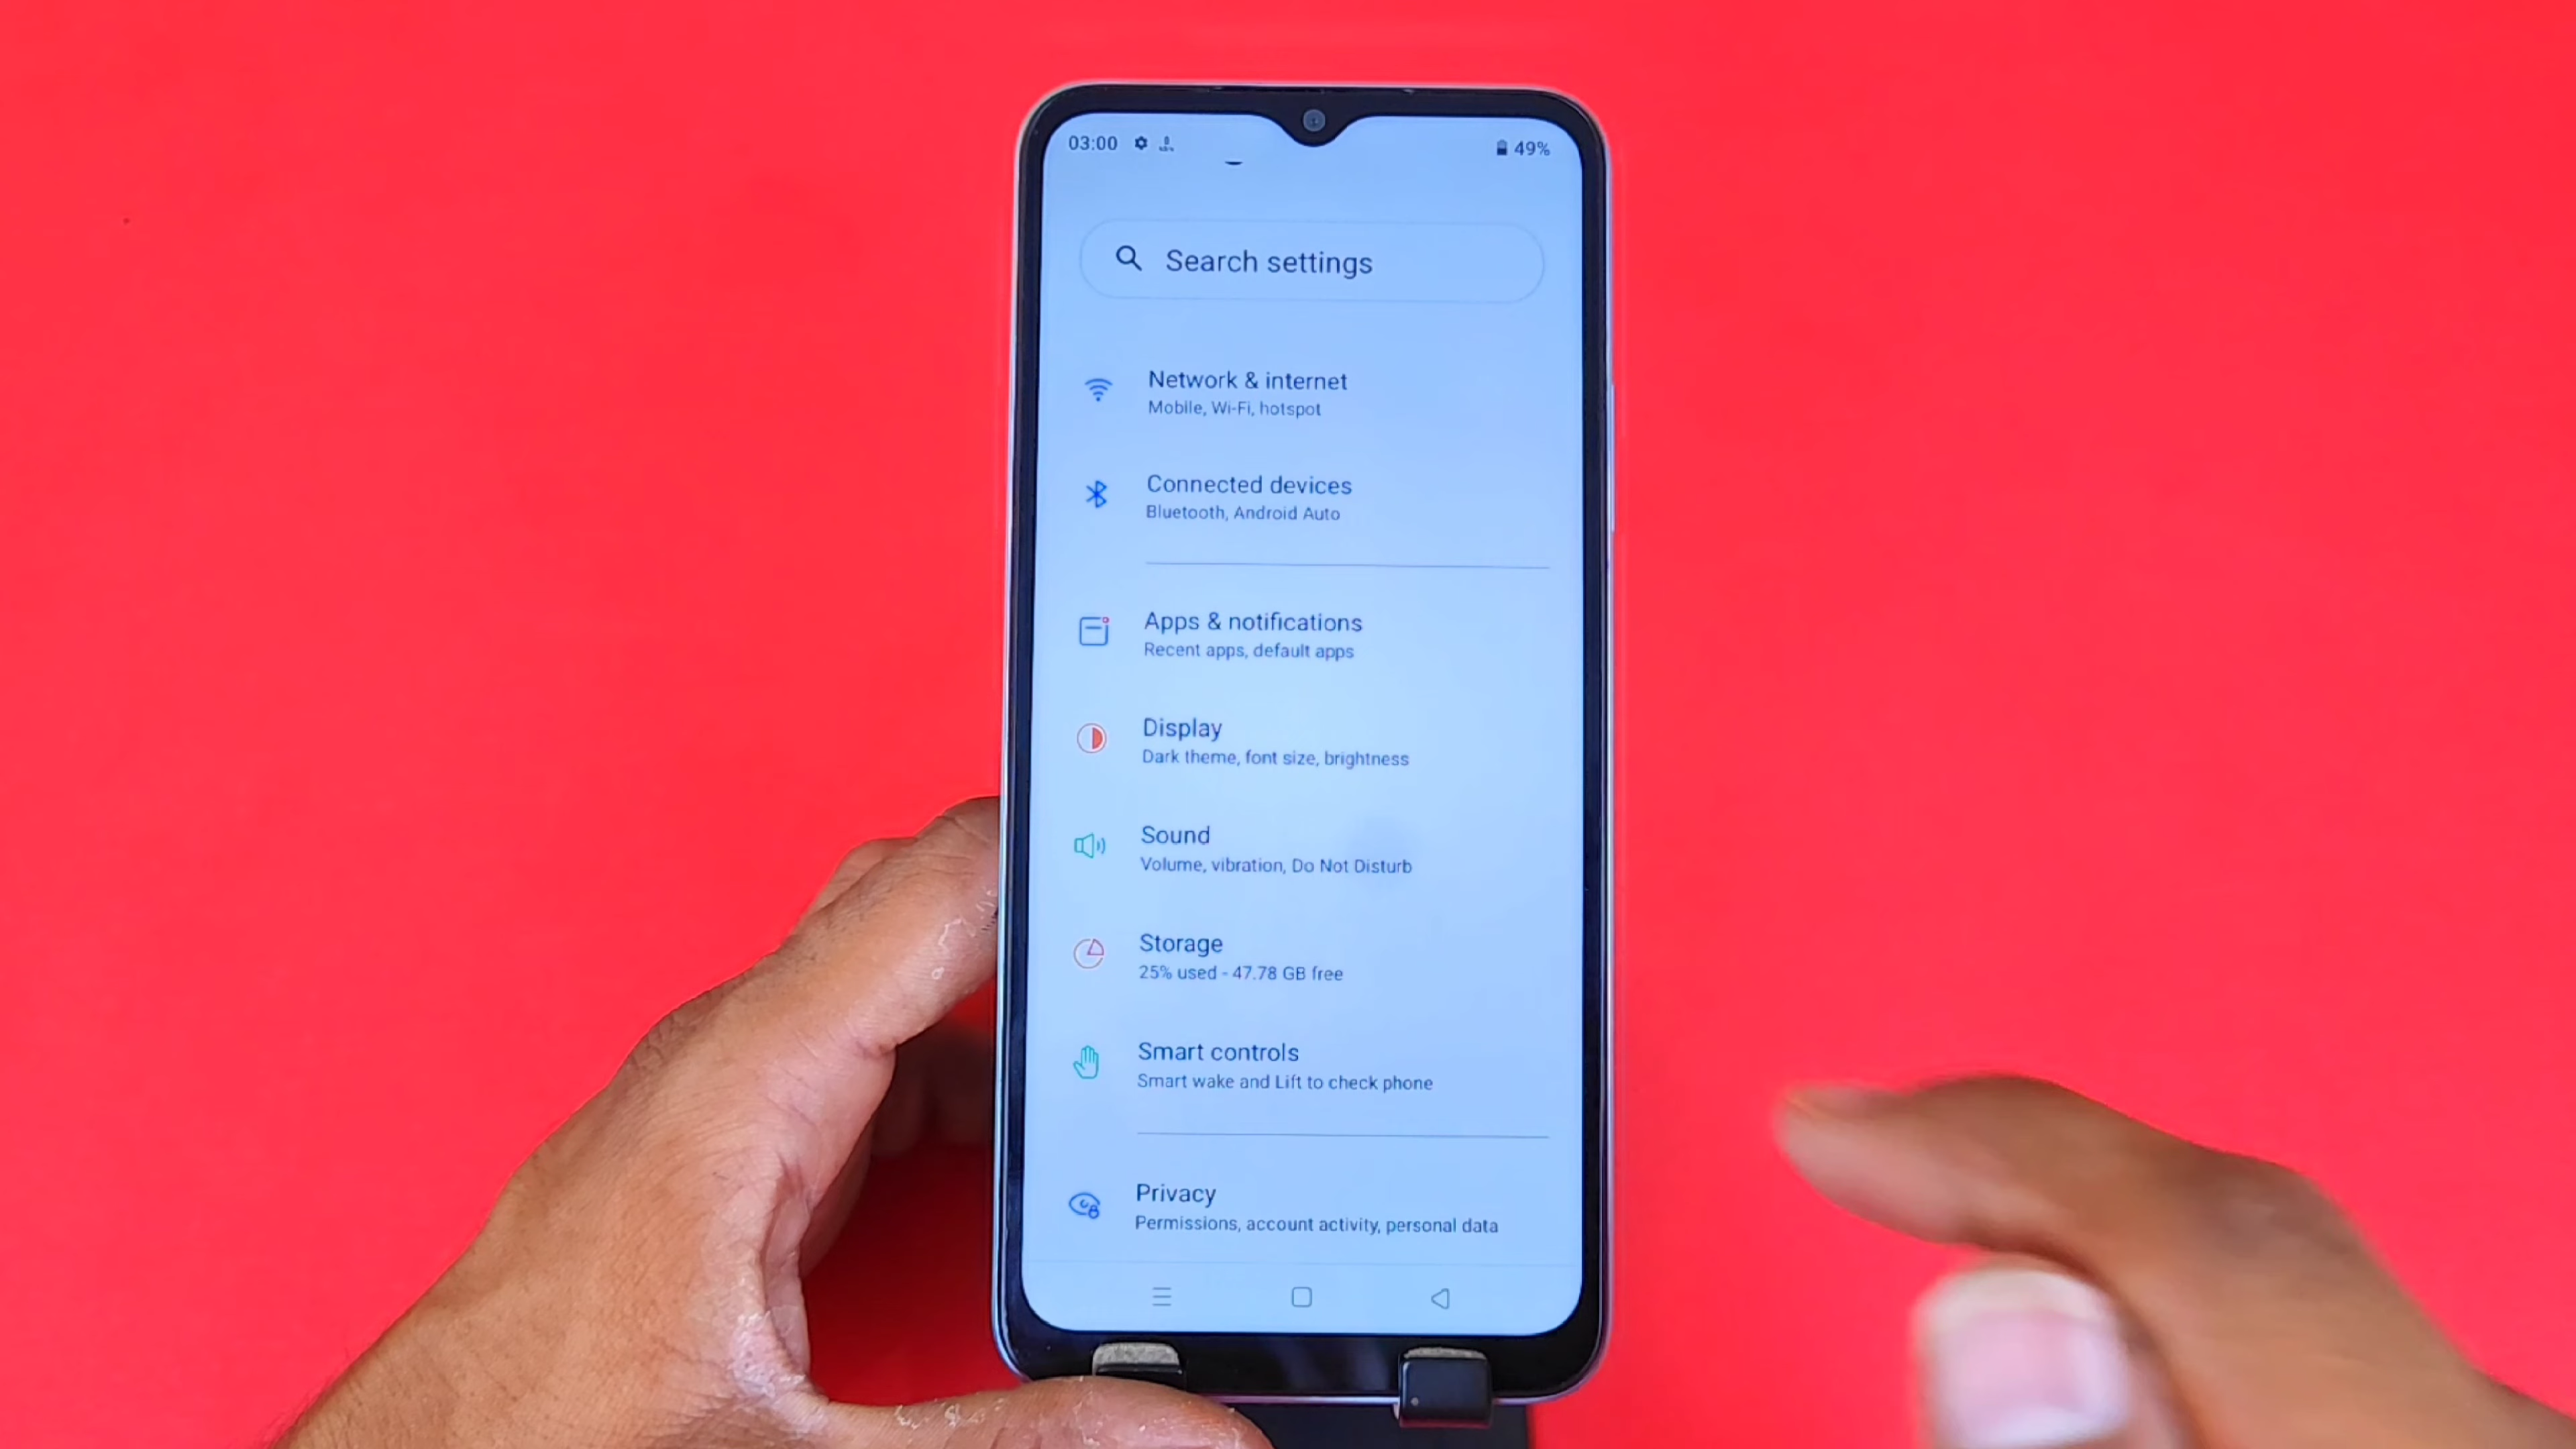 03:00
49%
Search settings
Network & internet
Mobile, Wi-Fi, hotspot
Connected devices
Bluetooth, Android Auto
Apps & notifications
Recent apps, default apps
Display
Dark theme, font size, brightness
Sound
Volume, vibration, Do Not Disturb
Storage
25% used - 47.78 GB free
Smart controls
Smart wake and Lift to check phone
Privacy
Permissions, account activity, personal data